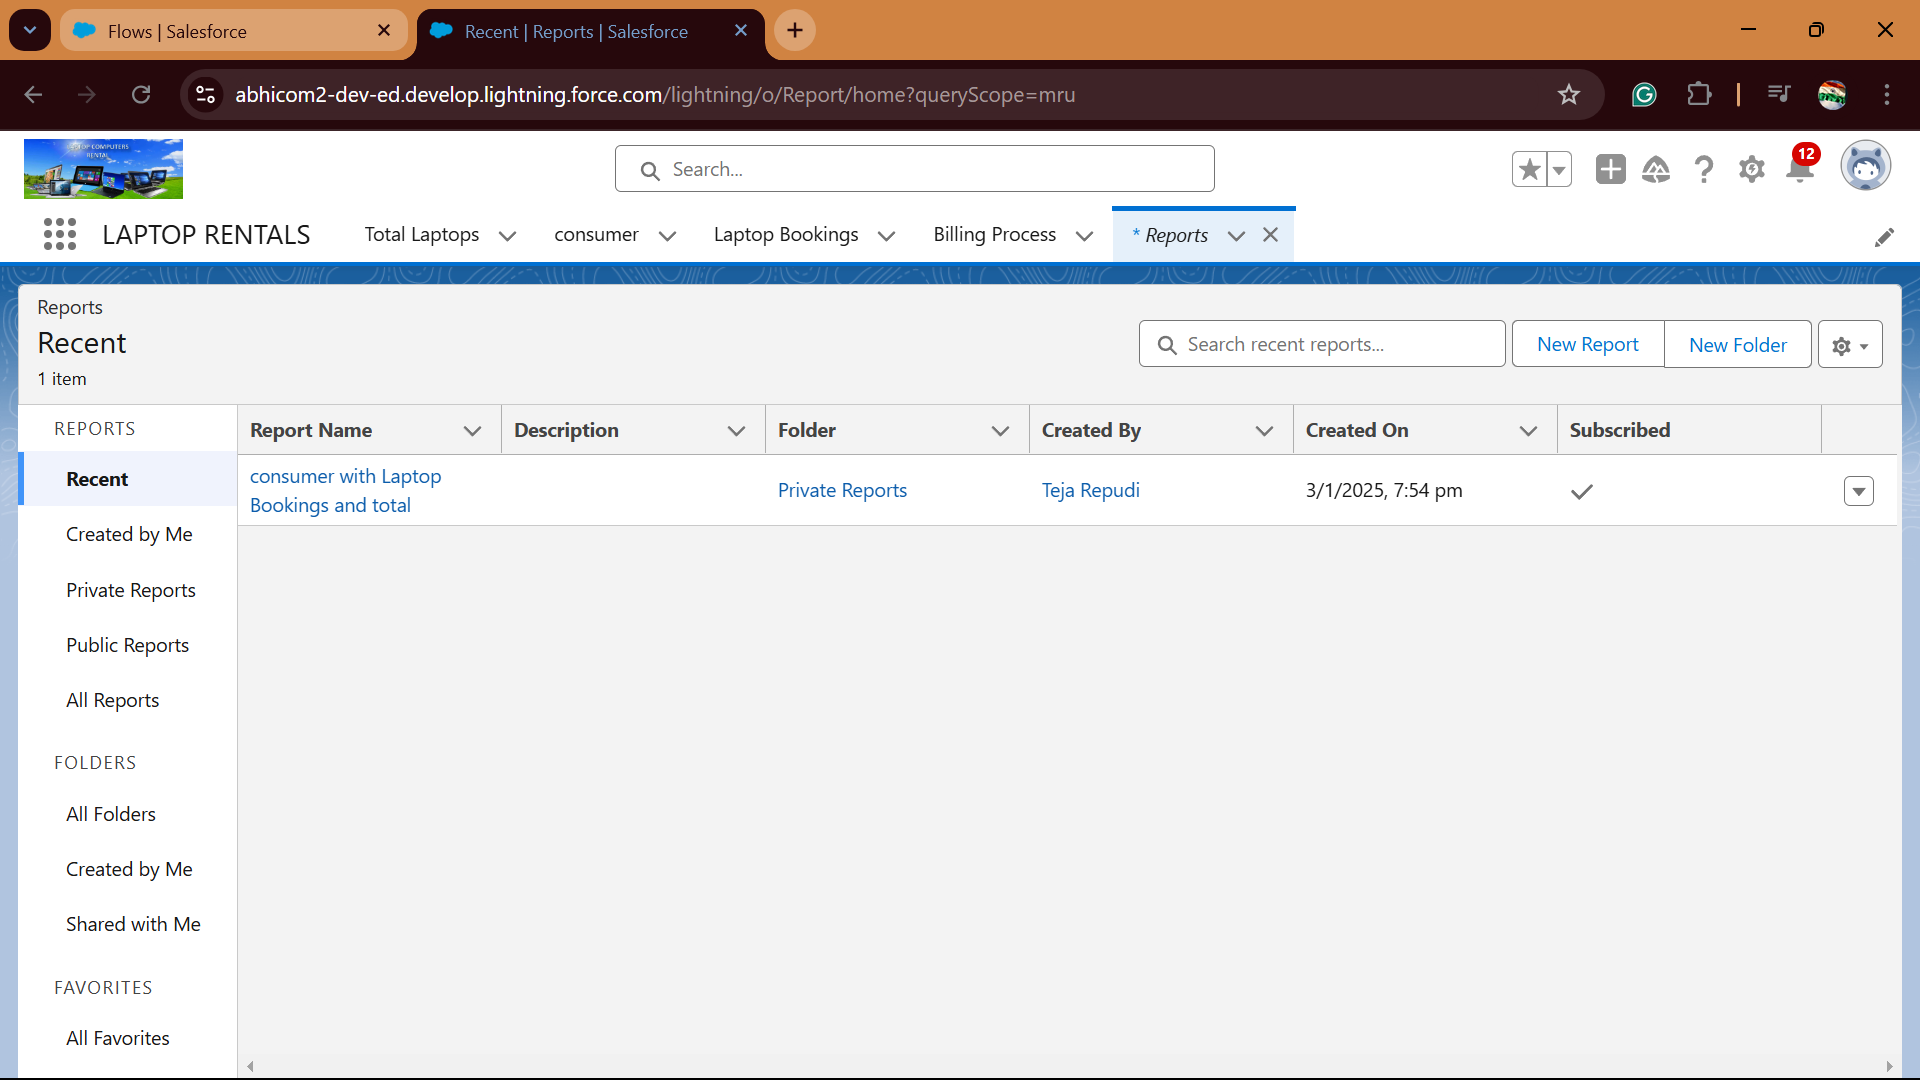 Flows | Salesforce
Recent | Reports | Salesforce
abhicom2-dev-ed.develop.lightning.force.com/lightning/o/Report/home?queryScope=mru
Search...
12
LAPTOP RENTALS
Total Laptops
consumer
Laptop Bookings
Billing Process
* Reports
Reports
Recent
1 item
Search recent reports...
New Report
New Folder
REPORTS
Recent
Created by Me
Private Reports
Public Reports
All Reports
FOLDERS
All Folders
Created by Me
Shared with Me
FAVORITES
All Favorites
Report Name
Description
Folder
Created By
Created On
Subscribed
consumer with Laptop
Bookings and total
Private Reports
Teja Repudi
3/1/2025, 7:54 pm